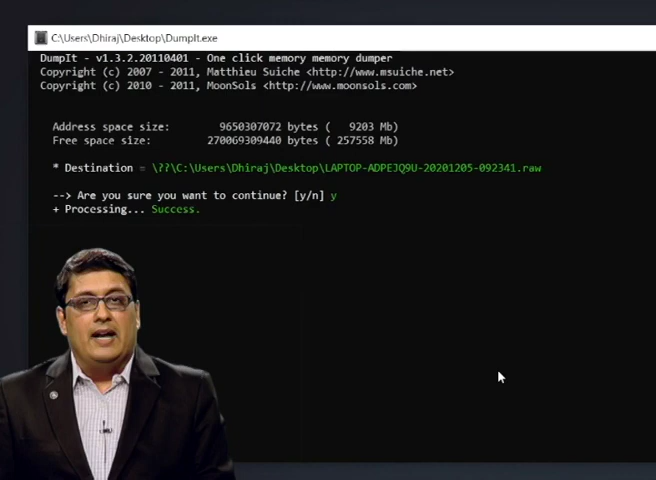 C:\Users\Dhiraj\Desktop\DumpIt.exe
DumpIt - v1.3.2.20110401 - One click memory memory dumper
Copyright (c) 2007 - 2011, Matthieu Suiche <http://www.msuiche.net>
Copyright (c) 2010 - 2011, MoonSols <http://www.moonsols.com>
Address space size: 9650307072 bytes ( 9203 Mb)
Free space size: 270069309440 bytes ( 257558 Mb)
* Destination = \??\C:\Users\Dhiraj\Desktop\LAPTOP-ADPEJQ9U-20201205-092341.raw
--> Are you sure you want to continue? [y/n] y
+ Processing... Success.